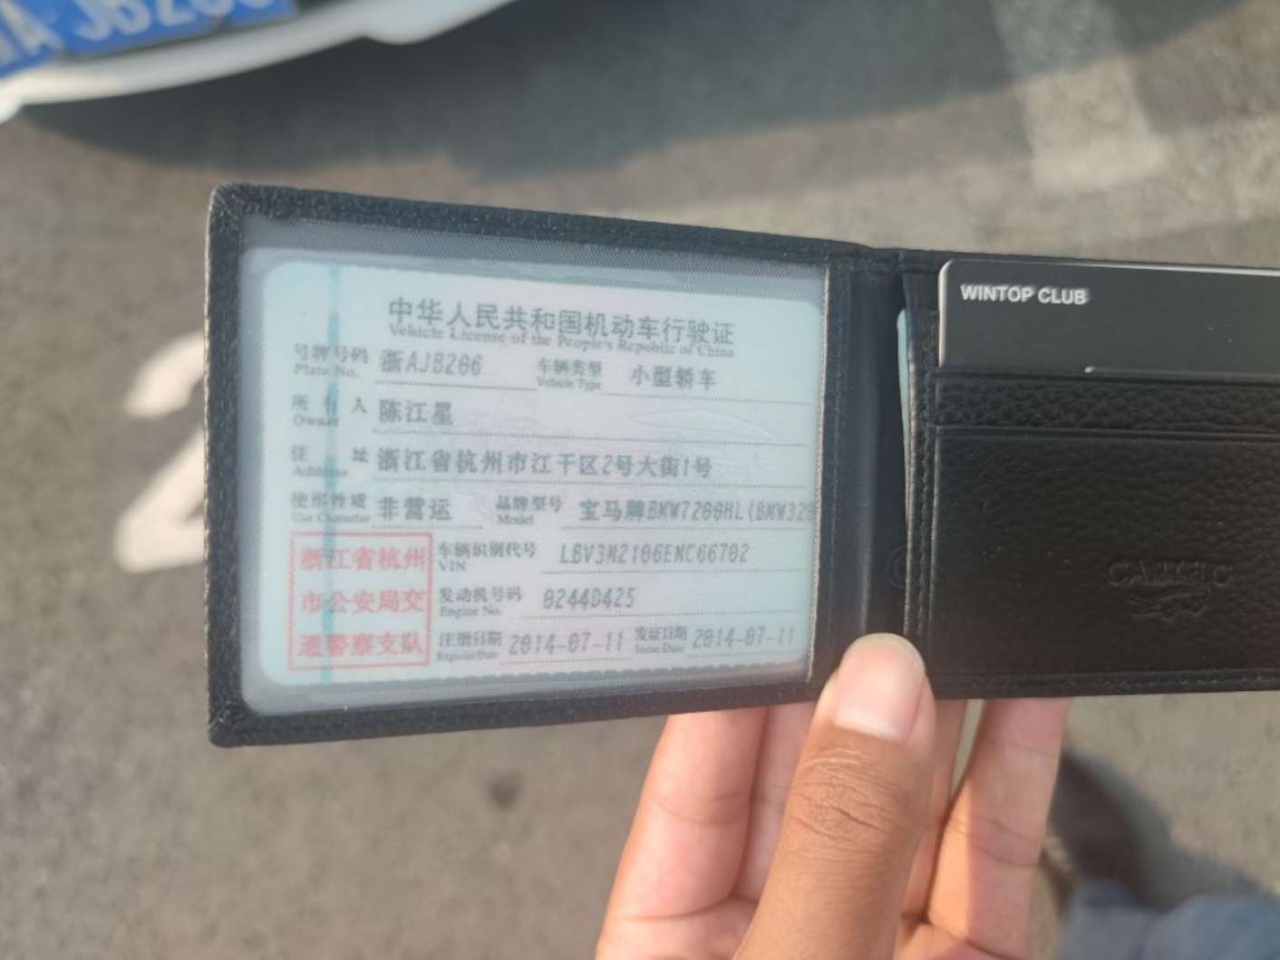 WINTOP CLUB
中华人民共和国机动车行驶证
Vehicle License of the People's Republic of China
号牌号码 浙AJB266 车辆类型 小型轿车
Plate No. Vehicle Type
所有人 陈江星
Owner
住址 浙江省杭州市江干区2号大街1号
Address
使用性质 非营运 品牌型号 宝马牌BMW7200HL(BMW320
Use Character Model
浙江省杭州 车辆识别代号 LBV3M2106EMC66702
VIN
市公安局交 发动机号码 0244D425
Engine No.
通警察支队 注册日期 2014-07-11 发证日期 2014-07-11
Register Date Issue Date